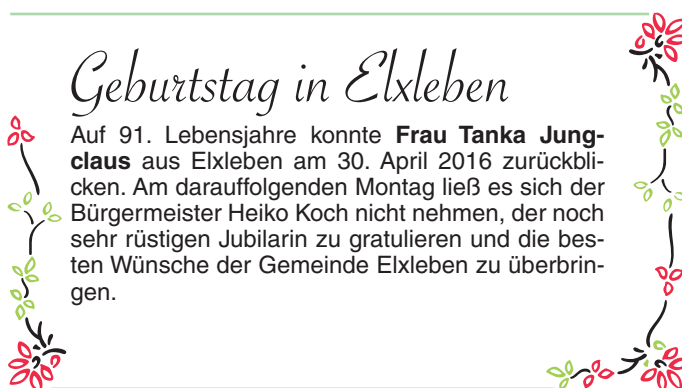 Geburtstag in Elxleben
Auf 91. Lebensjahre konnte Frau Tanka Jung-
claus aus Elxleben am 30. April 2016 zurückbli-
cken. Am darauffolgenden Montag ließ es sich der
Bürgermeister Heiko Koch nicht nehmen, der noch
sehr rüstigen Jubilarin zu gratulieren und die bes-
ten Wünsche der Gemeinde Elxleben zu überbrin-
gen.